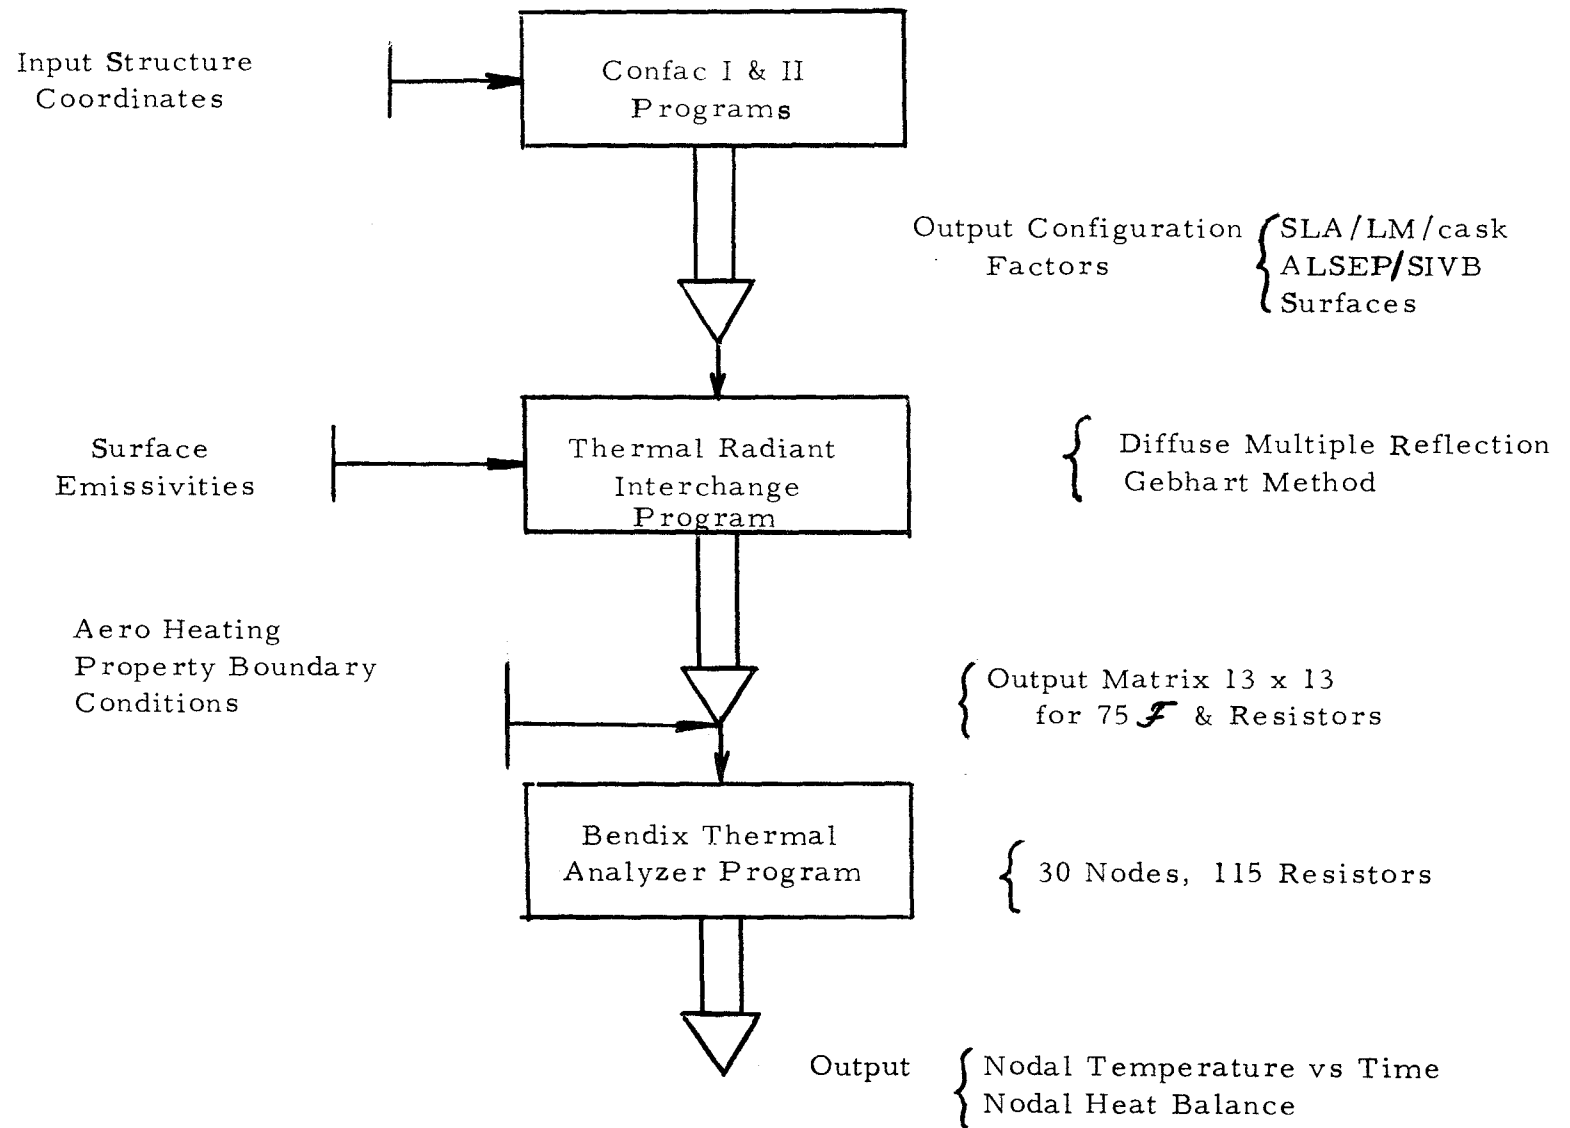 Input Structure
Coordinates
Confac I & II
Programs
Output Configuration
Factors
SLA/LM/cask
ALSEP/SIVB
Surfaces
Surface
Emissivities
Thermal Radiant
Interchange
Program
Diffuse Multiple Reflection
Gebhart Method
Aero Heating
Property Boundary
Conditions
Output Matrix 13 x 13
for 75 ℱ & Resistors
Bendix Thermal
Analyzer Program
30 Nodes, 115 Resistors
Output
Nodal Temperature vs Time
Nodal Heat Balance